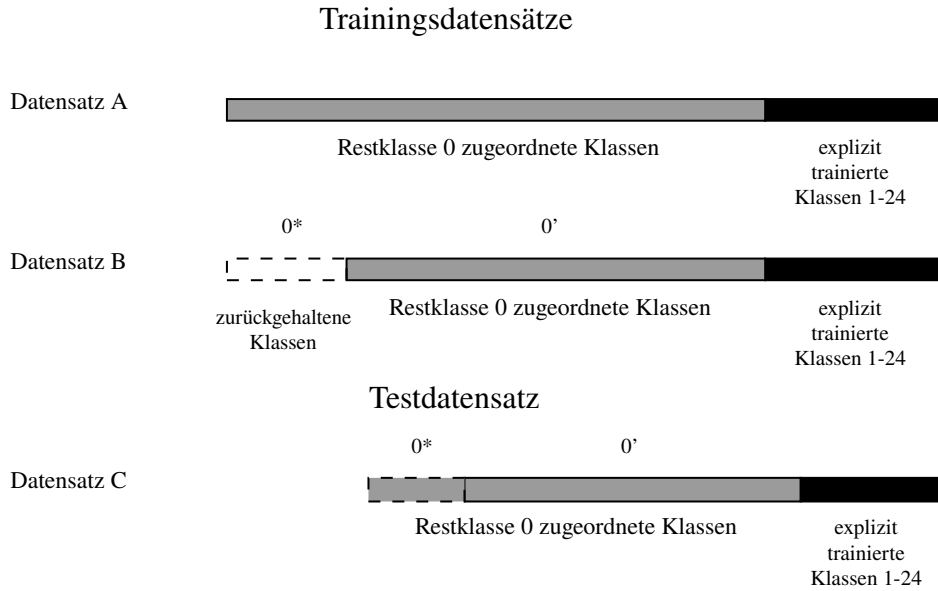 Trainingsdatensätze
Datensatz A
Restklasse 0 zugeordnete Klassen
explizit
trainierte
Klassen 1-24
0*
0’
Datensatz B
zurückgehaltene
Klassen
Restklasse 0 zugeordnete Klassen
explizit
trainierte
Klassen 1-24
Testdatensatz
0*
0’
Datensatz C
Restklasse 0 zugeordnete Klassen
explizit
trainierte
Klassen 1-24